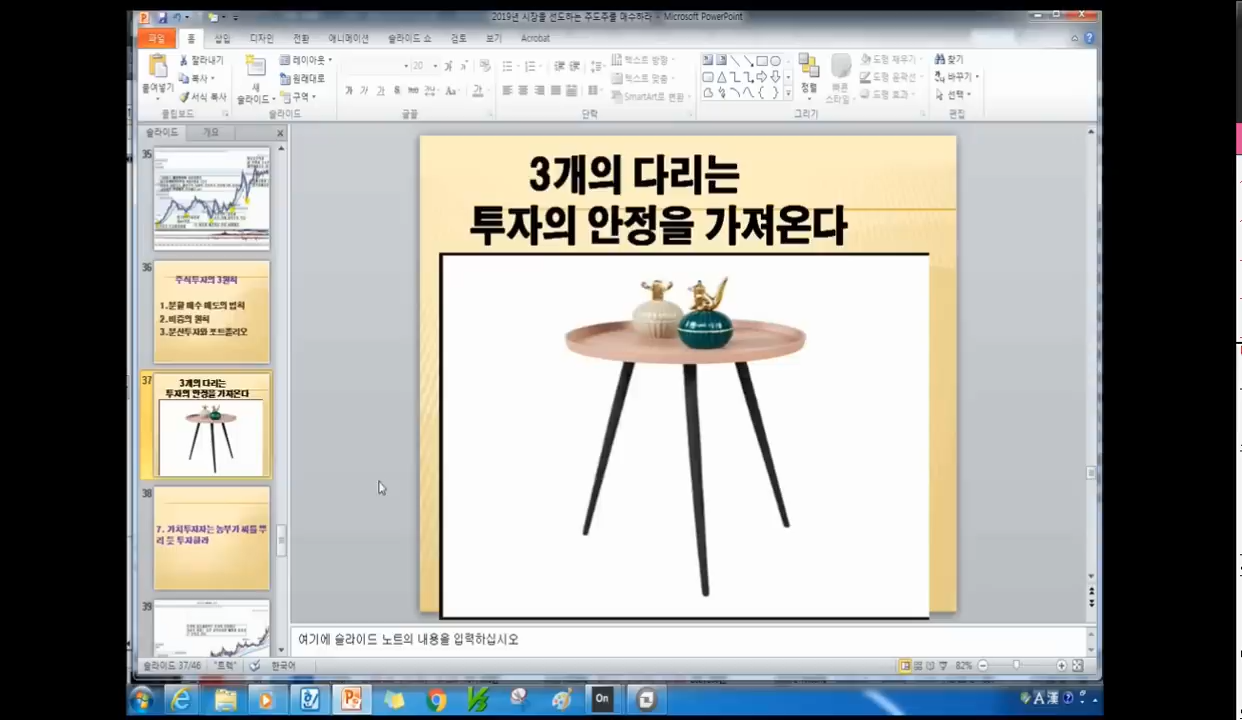 2019년 시장을 선도하는 주도주를 매수하라 - Microsoft PowerPoint
파일 홈 삽입 디자인 전환 애니메이션 슬라이드 쇼 검토 보기 Acrobat
잘라내기
복사
서식 복사
붙여넣기
클립보드
새 슬라이드
레이아웃
원래대로
구역
슬라이드
20
가 가 가
글꼴
텍스트 방향
텍스트 맞춤
SmartArt로 변환
단락
정렬
빠른 스타일
도형 채우기
도형 윤곽선
도형 효과
그리기
찾기
바꾸기
선택
편집
슬라이드 개요
35
36
주식투자의 3원칙
1.분할 매수 매도의 법칙
2.비중의 원칙
3.분산투자와 포트폴리오
37
3개의 다리는
투자의 안정을 가져온다
38
7. 가치투자자는 농부가 씨를 뿌
리 듯 투자하라
39
3개의 다리는
투자의 안정을 가져온다
여기에 슬라이드 노트의 내용을 입력하십시오
슬라이드 37/46 "트렉" 한국어
82%
On
A 漢